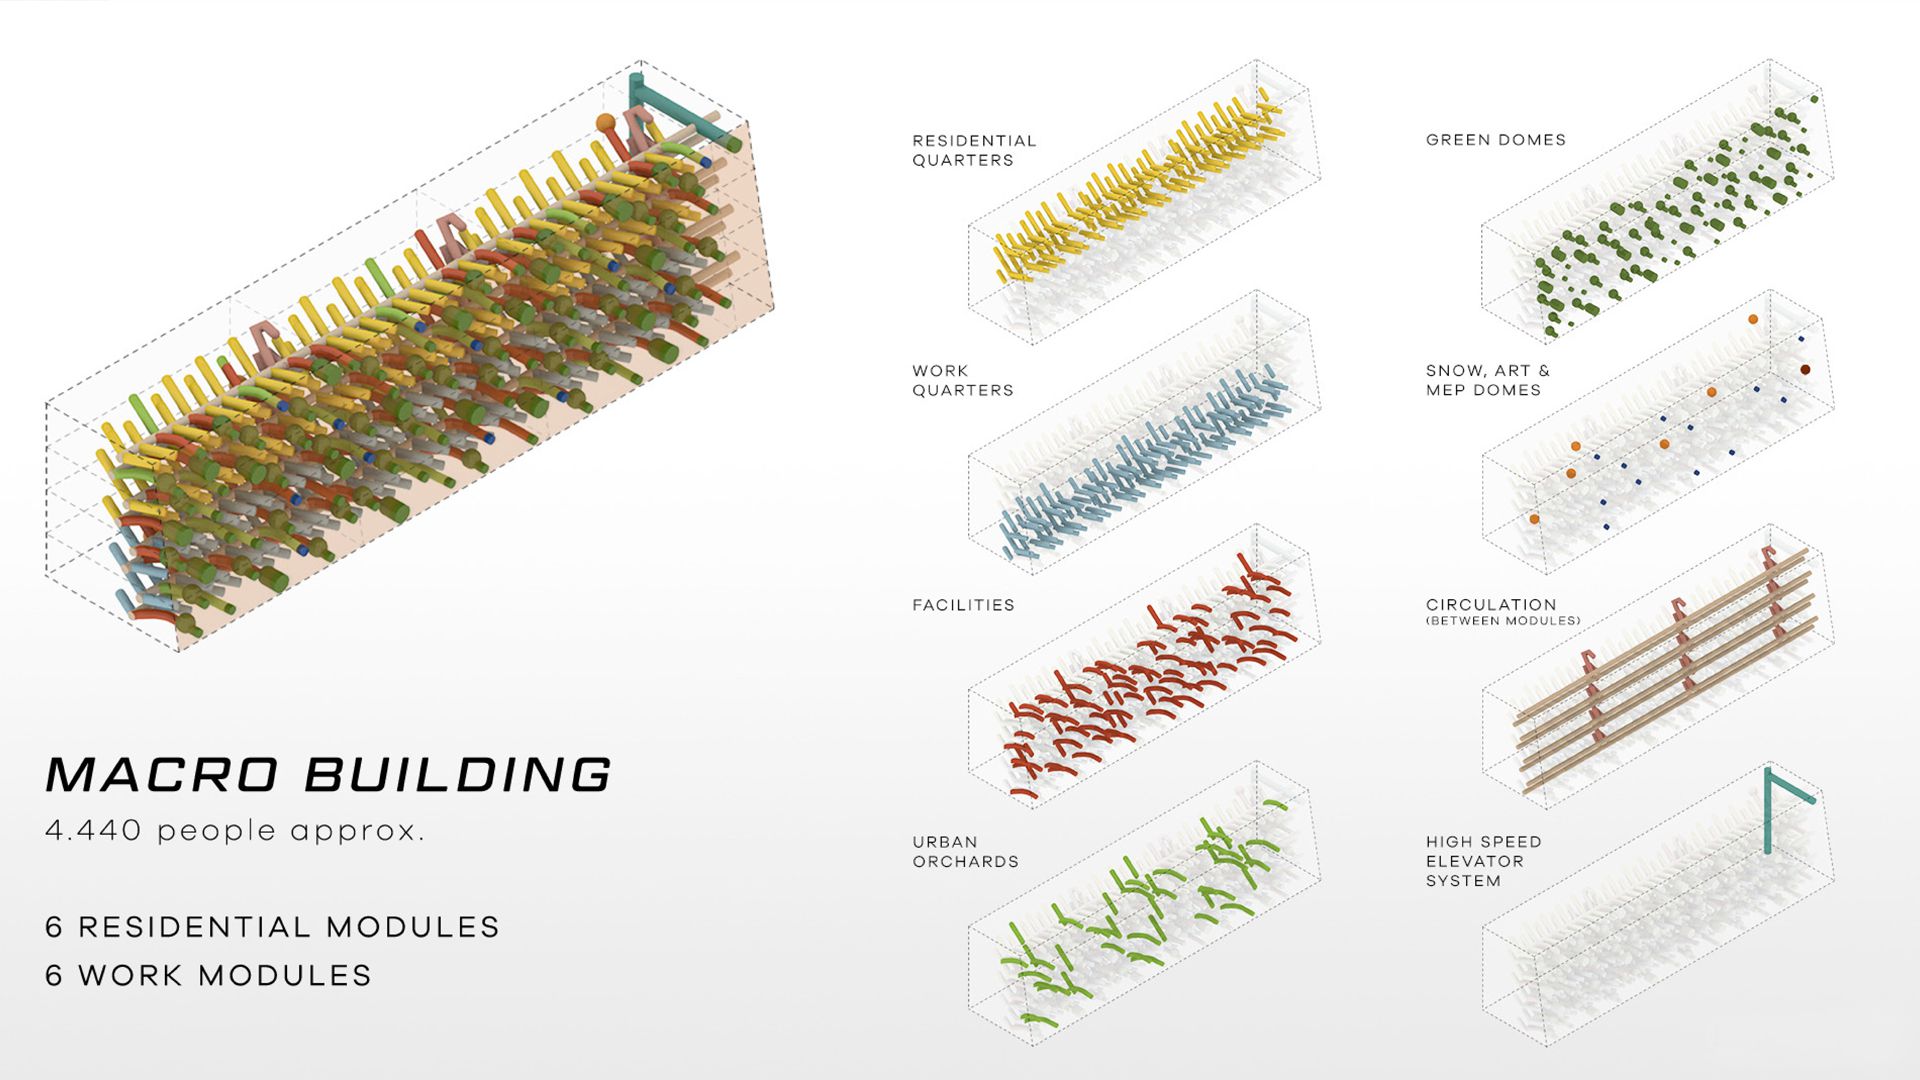 MACRO BUILDING
4.440 people approx.
6 RESIDENTIAL MODULES
6 WORK MODULES
RESIDENTIAL
QUARTERS
WORK
QUARTERS
FACILITIES
URBAN
ORCHARDS
GREEN DOMES
SNOW, ART &
MEP DOMES
CIRCULATION
(BETWEEN MODULES)
HIGH SPEED
ELEVATOR
SYSTEM